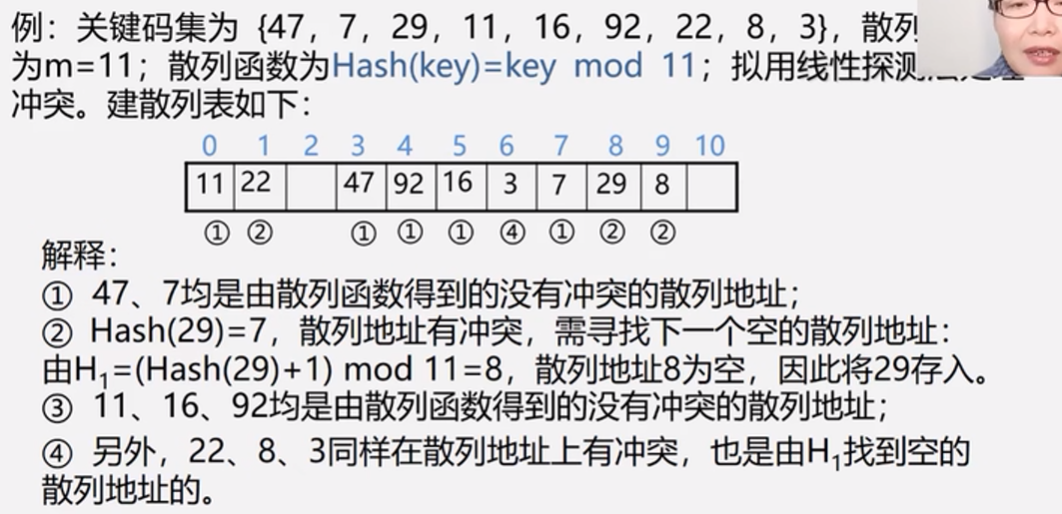 例：关键码集为 {47，7，29，11，16，92，22，8，3}，散列
为m=11；散列函数为Hash(key)=key mod 11；拟用线性探测
冲突。建散列表如下：
0 1 2 3 4 5 6 7 8 9 10
11 22 47 92 16 3 7 29 8
① ② ① ① ① ④ ① ② ②
解释：
① 47、7均是由散列函数得到的没有冲突的散列地址；
② Hash(29)=7，散列地址有冲突，需寻找下一个空的散列地址：
由H₁=(Hash(29)+1) mod 11=8，散列地址8为空，因此将29存入。
③ 11、16、92均是由散列函数得到的没有冲突的散列地址；
④ 另外，22、8、3同样在散列地址上有冲突，也是由H₁找到空的
散列地址的。